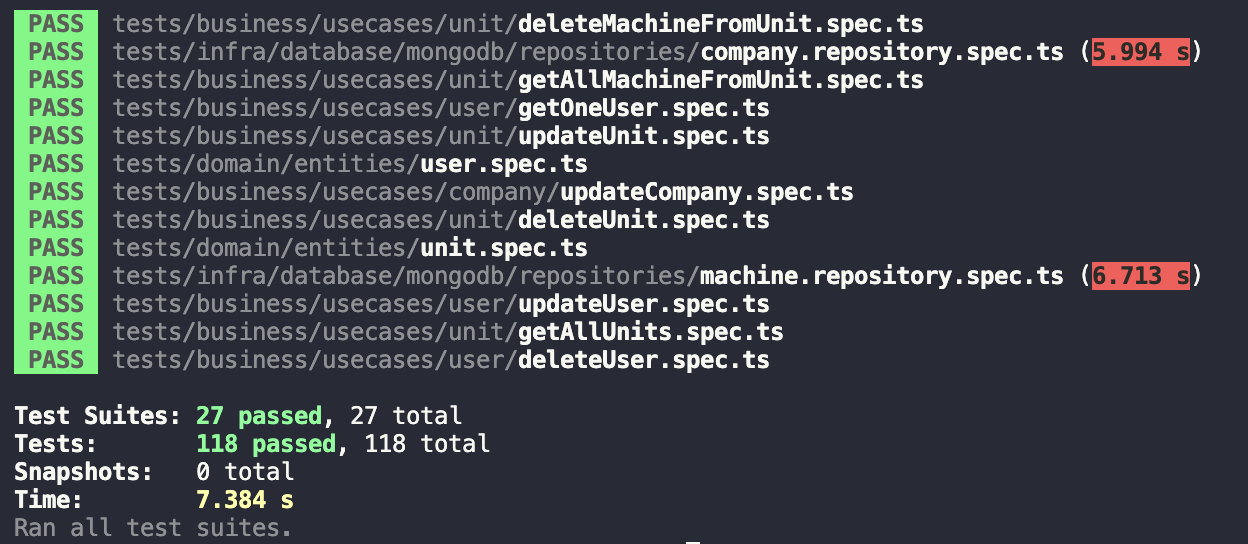 PASS tests/business/usecases/unit/deleteMachineFromUnit.spec.ts
PASS tests/infra/database/mongodb/repositories/company.repository.spec.ts (5.994 s)
PASS tests/business/usecases/unit/getAllMachineFromUnit.spec.ts
PASS tests/business/usecases/user/getOneUser.spec.ts
PASS tests/business/usecases/unit/updateUnit.spec.ts
PASS tests/domain/entities/user.spec.ts
PASS tests/business/usecases/company/updateCompany.spec.ts
PASS tests/business/usecases/unit/deleteUnit.spec.ts
PASS tests/domain/entities/unit.spec.ts
PASS tests/infra/database/mongodb/repositories/machine.repository.spec.ts (6.713 s)
PASS tests/business/usecases/user/updateUser.spec.ts
PASS tests/business/usecases/unit/getAllUnits.spec.ts
PASS tests/business/usecases/user/deleteUser.spec.ts
Test Suites: 27 passed, 27 total
Tests: 118 passed, 118 total
Snapshots: 0 total
Time: 7.384 s
Ran all test suites.